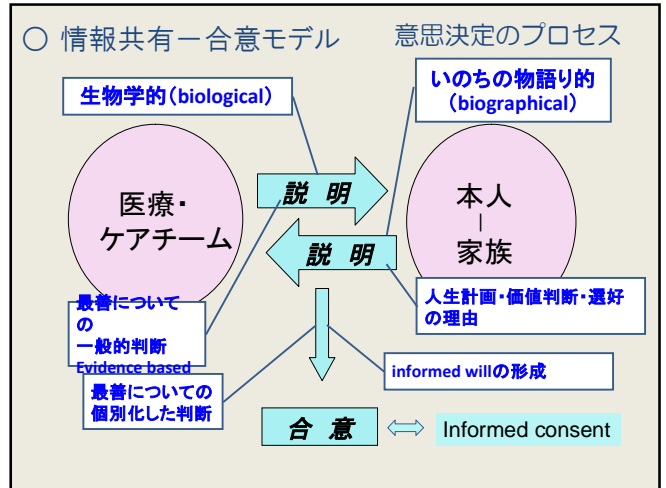 ○ 情報共有－合意モデル
意思決定のプロセス
生物学的（biological）
いのちの物語り的
（biographical）
医療・
ケアチーム
説 明
説 明
本人
｜
家族
最善について
の
一般的判断
Evidence based
人生計画・価値判断・選好
の理由
最善についての
個別化した判断
informed willの形成
合 意
Informed consent